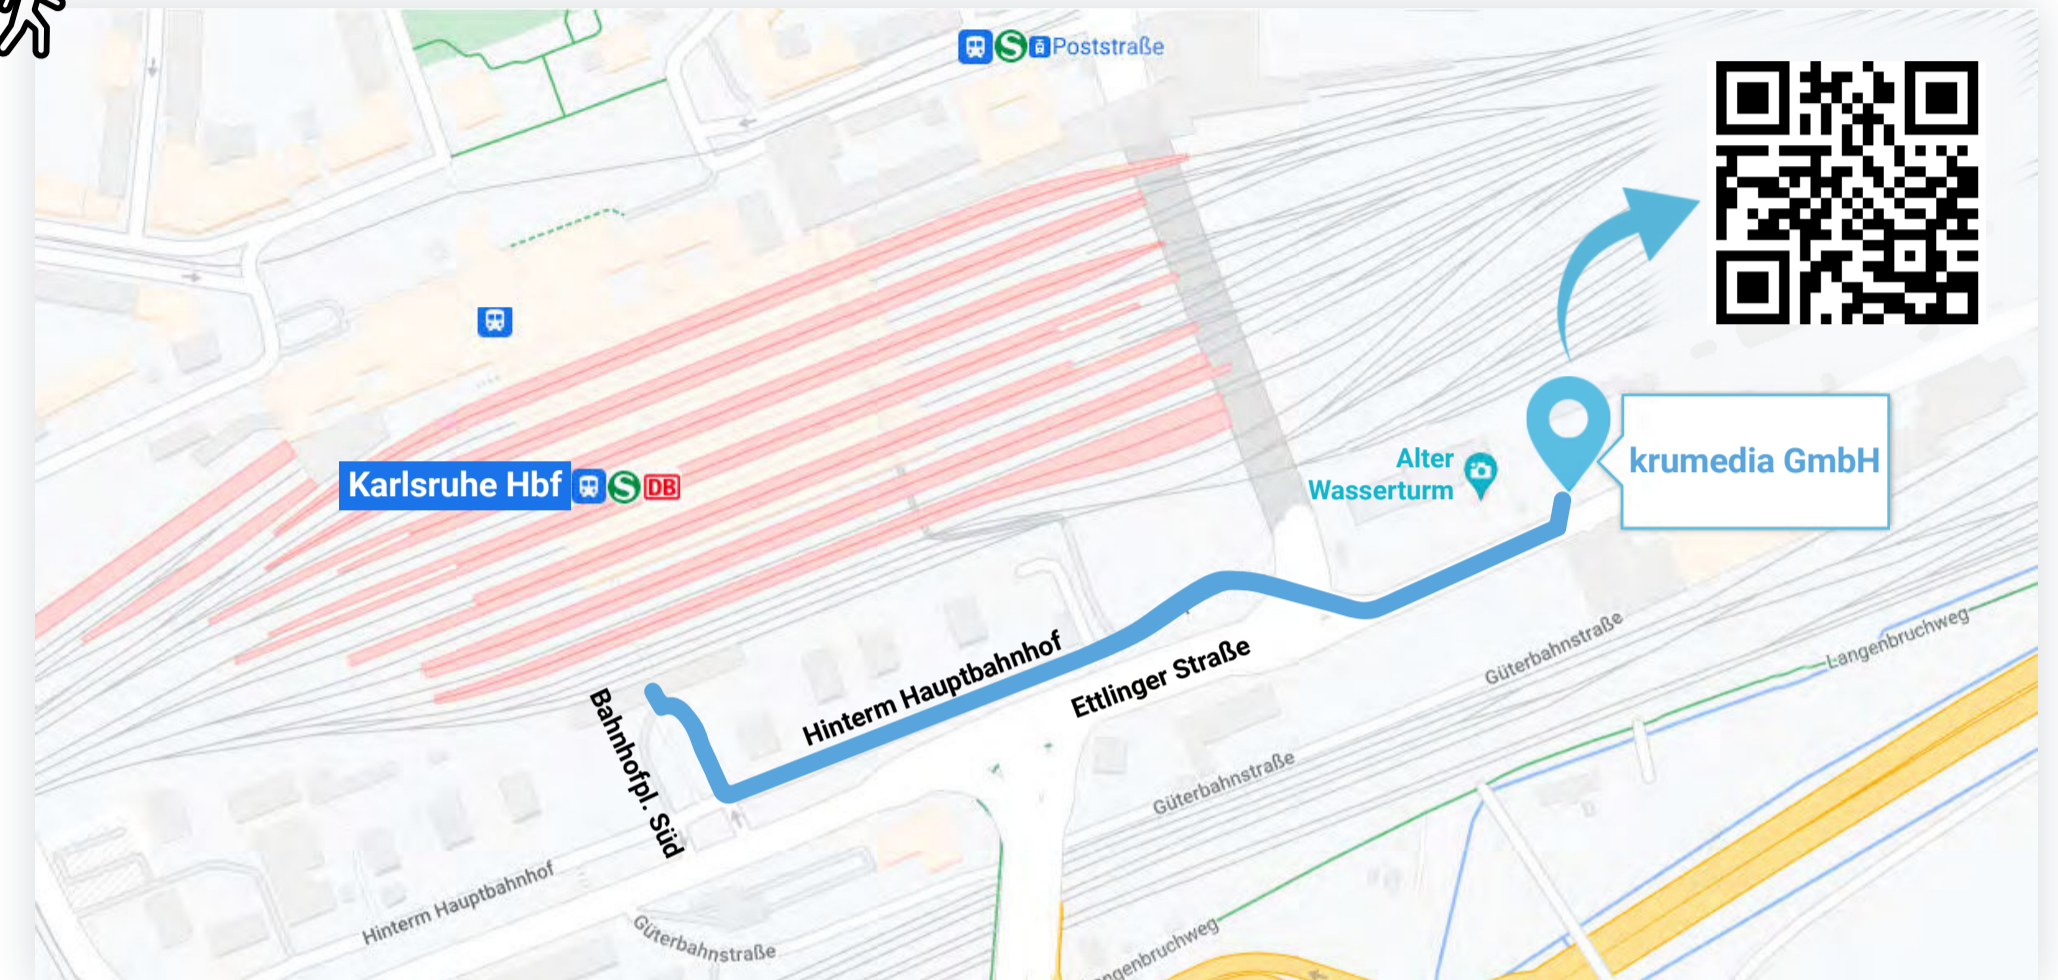 Poststraße
Karlsruhe Hbf
S
DB
Alter
Wasserturm
krumedia GmbH
Bahnhofpl. Süd
Hinterm Hauptbahnhof
Ettlinger Straße
Güterbahnstraße
Langenbruchweg
Güterbahnstraße
Hinterm Hauptbahnhof
Güterbahnstraße
ngenbruchweg